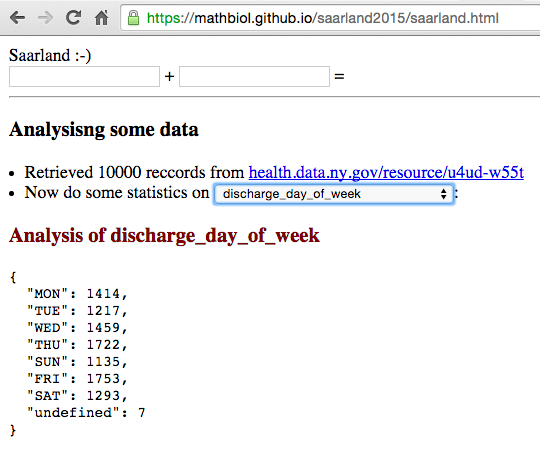 https://mathbiol.github.io/saarland2015/saarland.html
Saarland :-)
+ =
Analysisng some data
• Retrieved 10000 reccords from health.data.ny.gov/resource/u4ud-w55t
• Now do some statistics on discharge_day_of_week :
Analysis of discharge_day_of_week
{
"MON": 1414,
"TUE": 1217,
"WED": 1459,
"THU": 1722,
"SUN": 1135,
"FRI": 1753,
"SAT": 1293,
"undefined": 7
}